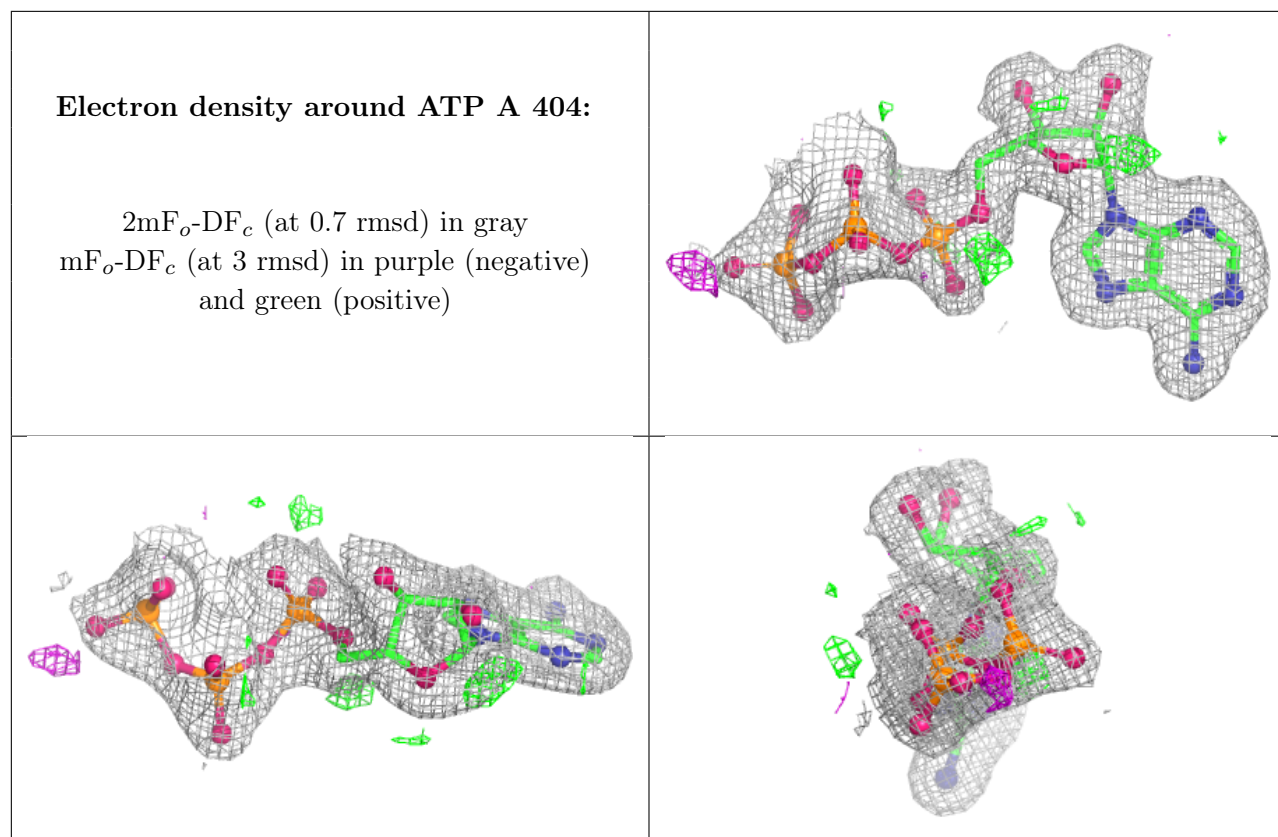 Electron density around ATP A 404:
2mFo-DFc (at 0.7 rmsd) in gray
mFo-DFc (at 3 rmsd) in purple (negative)
and green (positive)